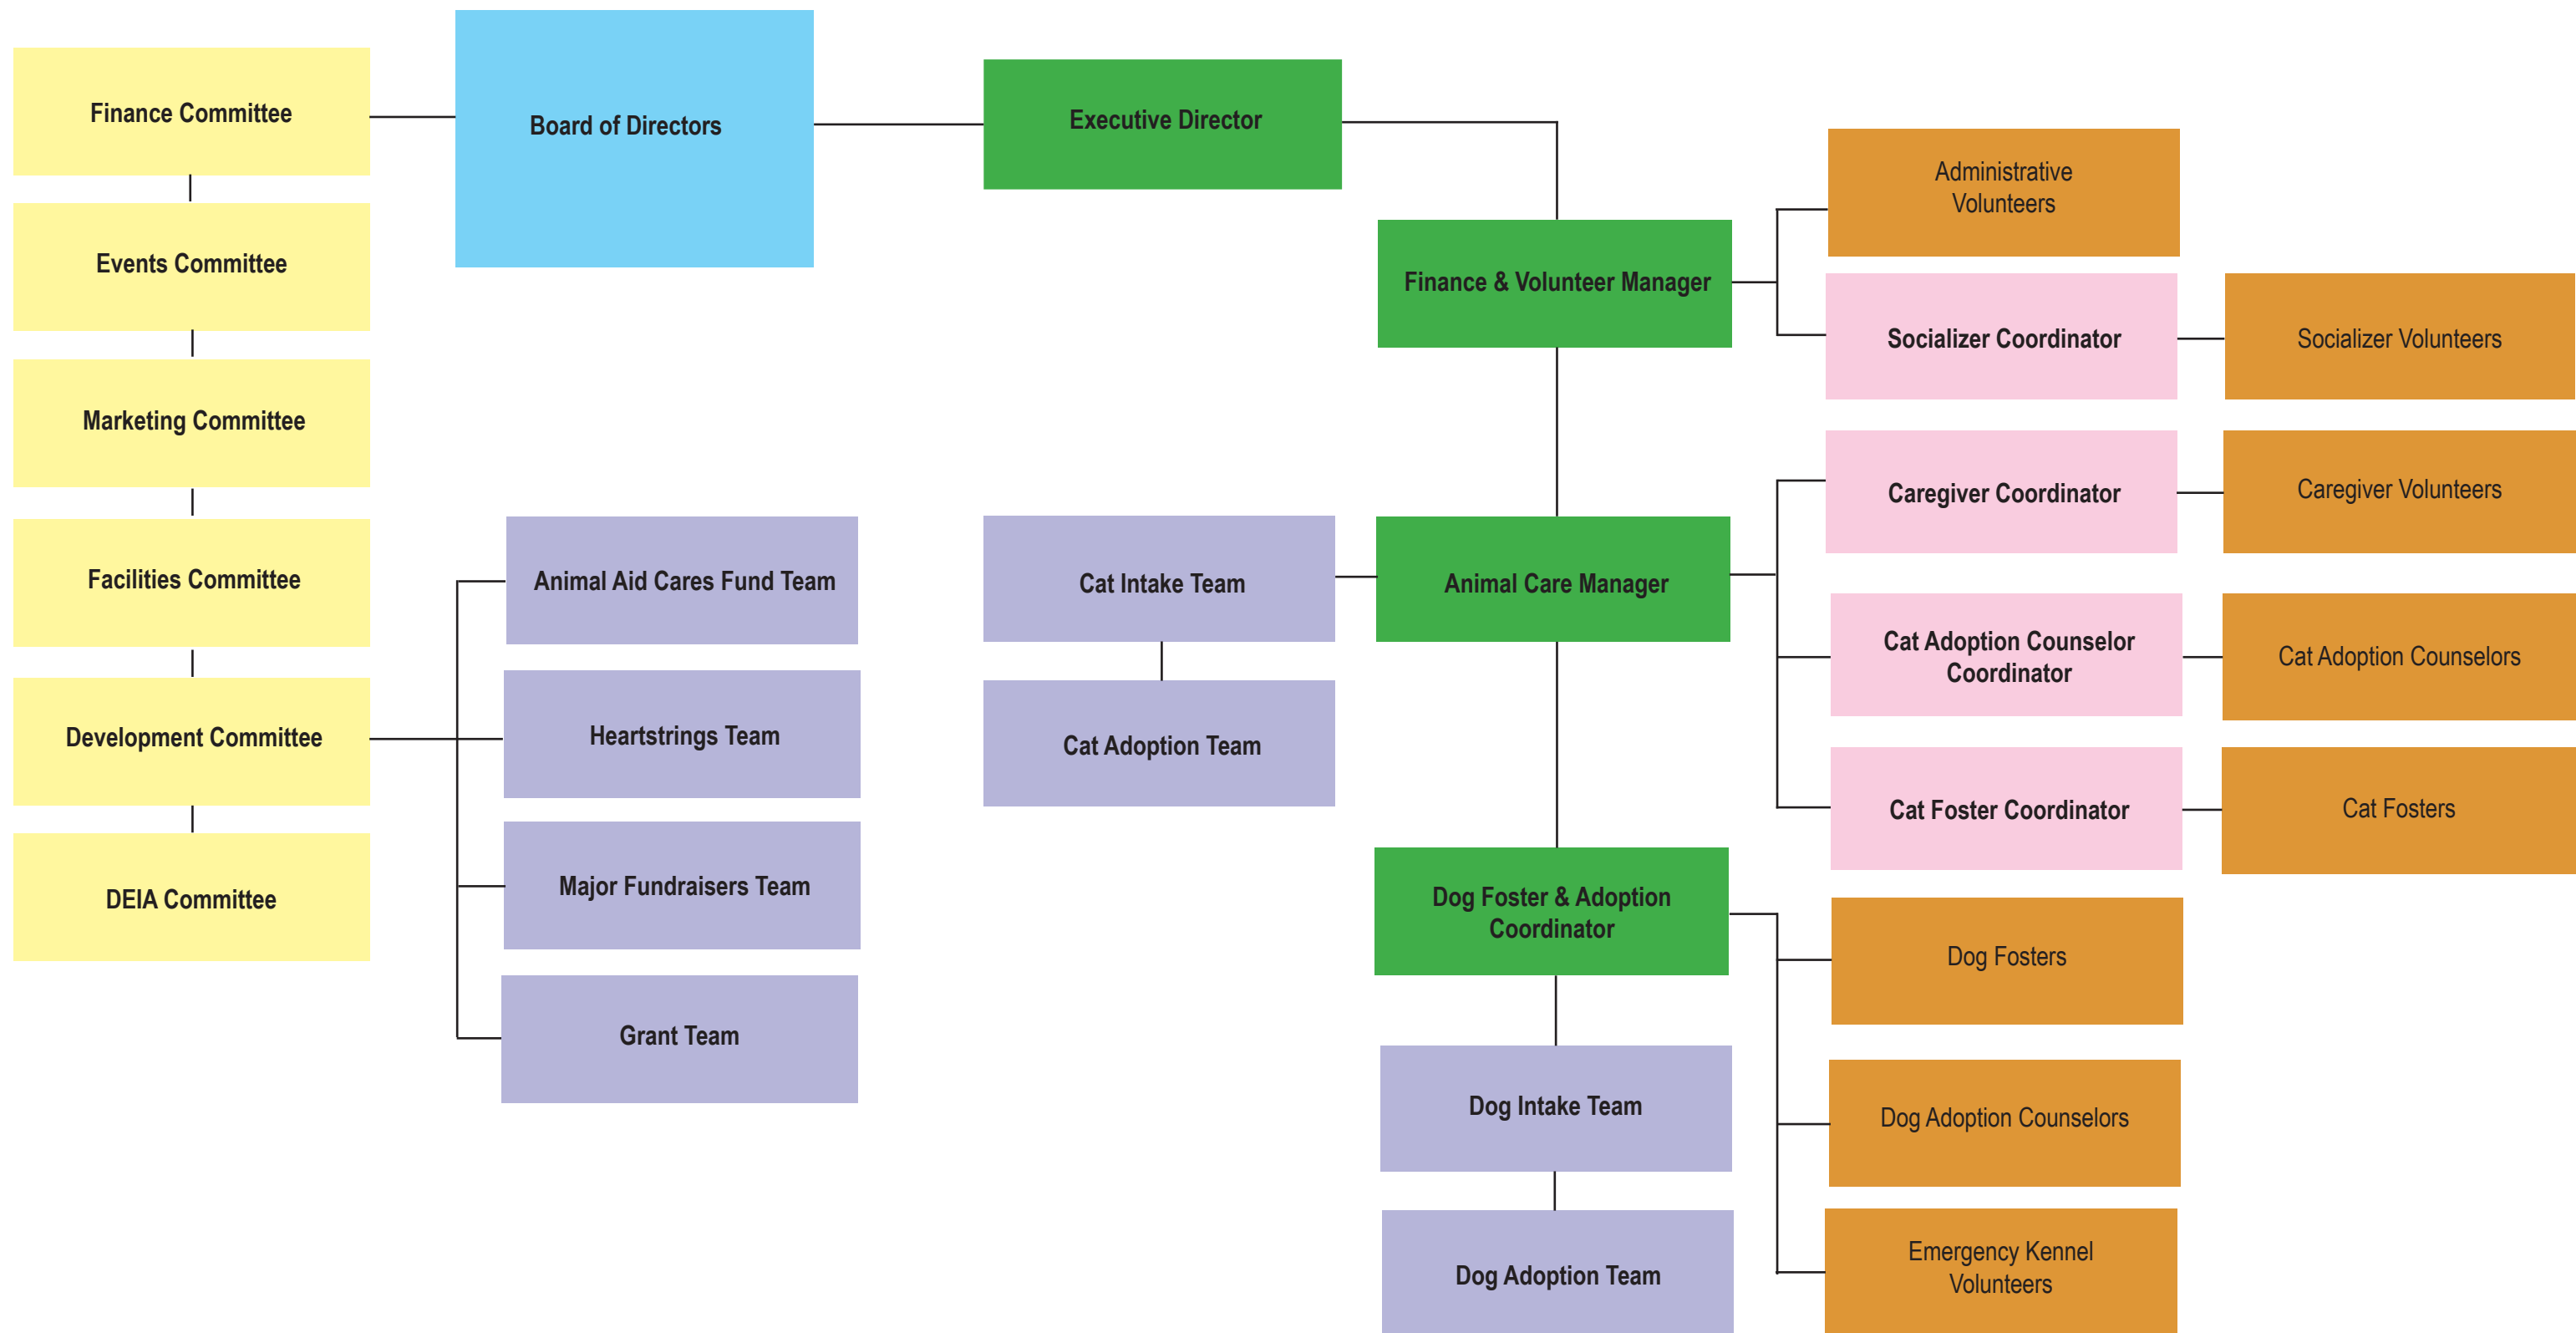 Finance Committee
Board of Directors
Executive Director
Administrative
Volunteers
Events Committee
Finance & Volunteer Manager
Socializer Coordinator
Socializer Volunteers
Marketing Committee
Caregiver Coordinator
Caregiver Volunteers
Facilities Committee
Animal Aid Cares Fund Team
Cat Intake Team
Animal Care Manager
Cat Adoption Counselor
Coordinator
Cat Adoption Counselors
Development Committee
Heartstrings Team
Cat Adoption Team
Cat Foster Coordinator
Cat Fosters
DEIA Committee
Major Fundraisers Team
Dog Foster & Adoption
Coordinator
Dog Fosters
Grant Team
Dog Intake Team
Dog Adoption Counselors
Dog Adoption Team
Emergency Kennel
Volunteers